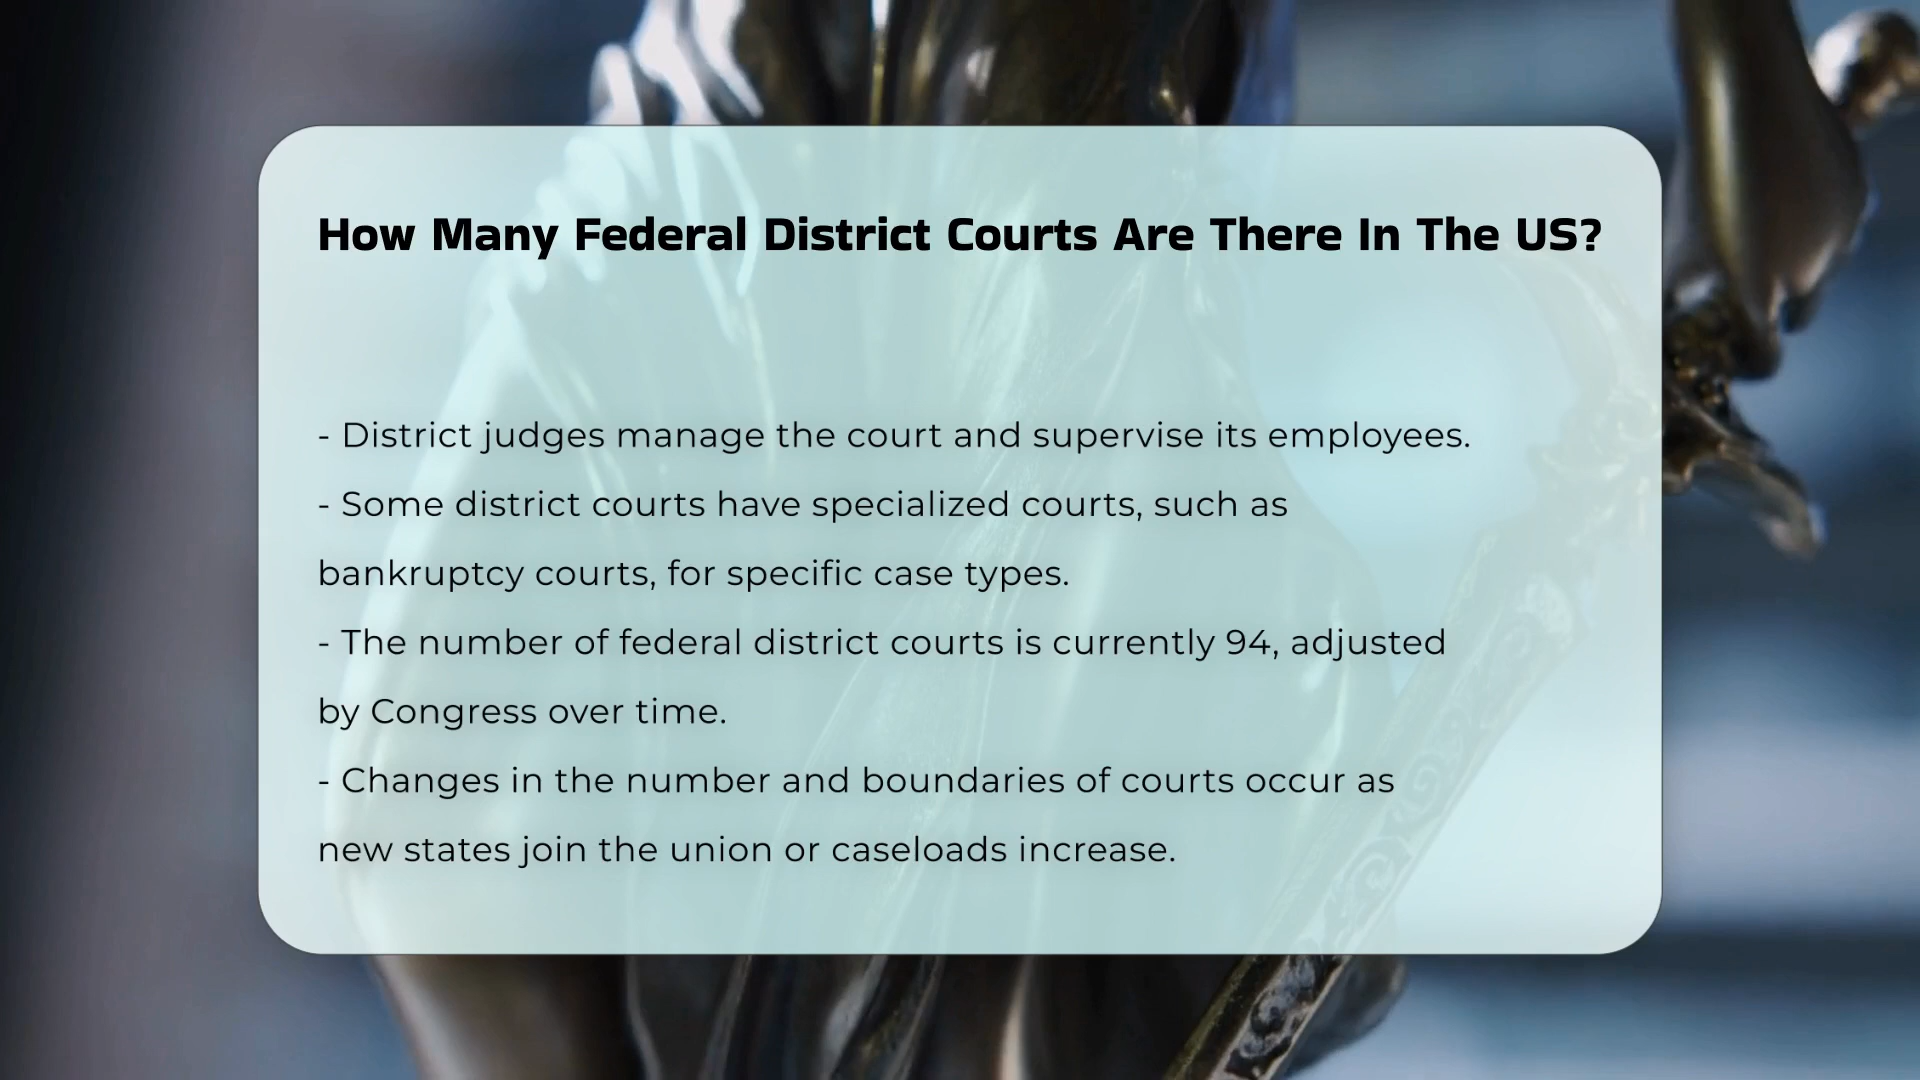 How Many Federal District Courts Are There In The US?
- District judges manage the court and supervise its employees.
- Some district courts have specialized courts, such as
bankruptcy courts, for specific case types.
- The number of federal district courts is currently 94, adjusted
by Congress over time.
- Changes in the number and boundaries of courts occur as
new states join the union or caseloads increase.